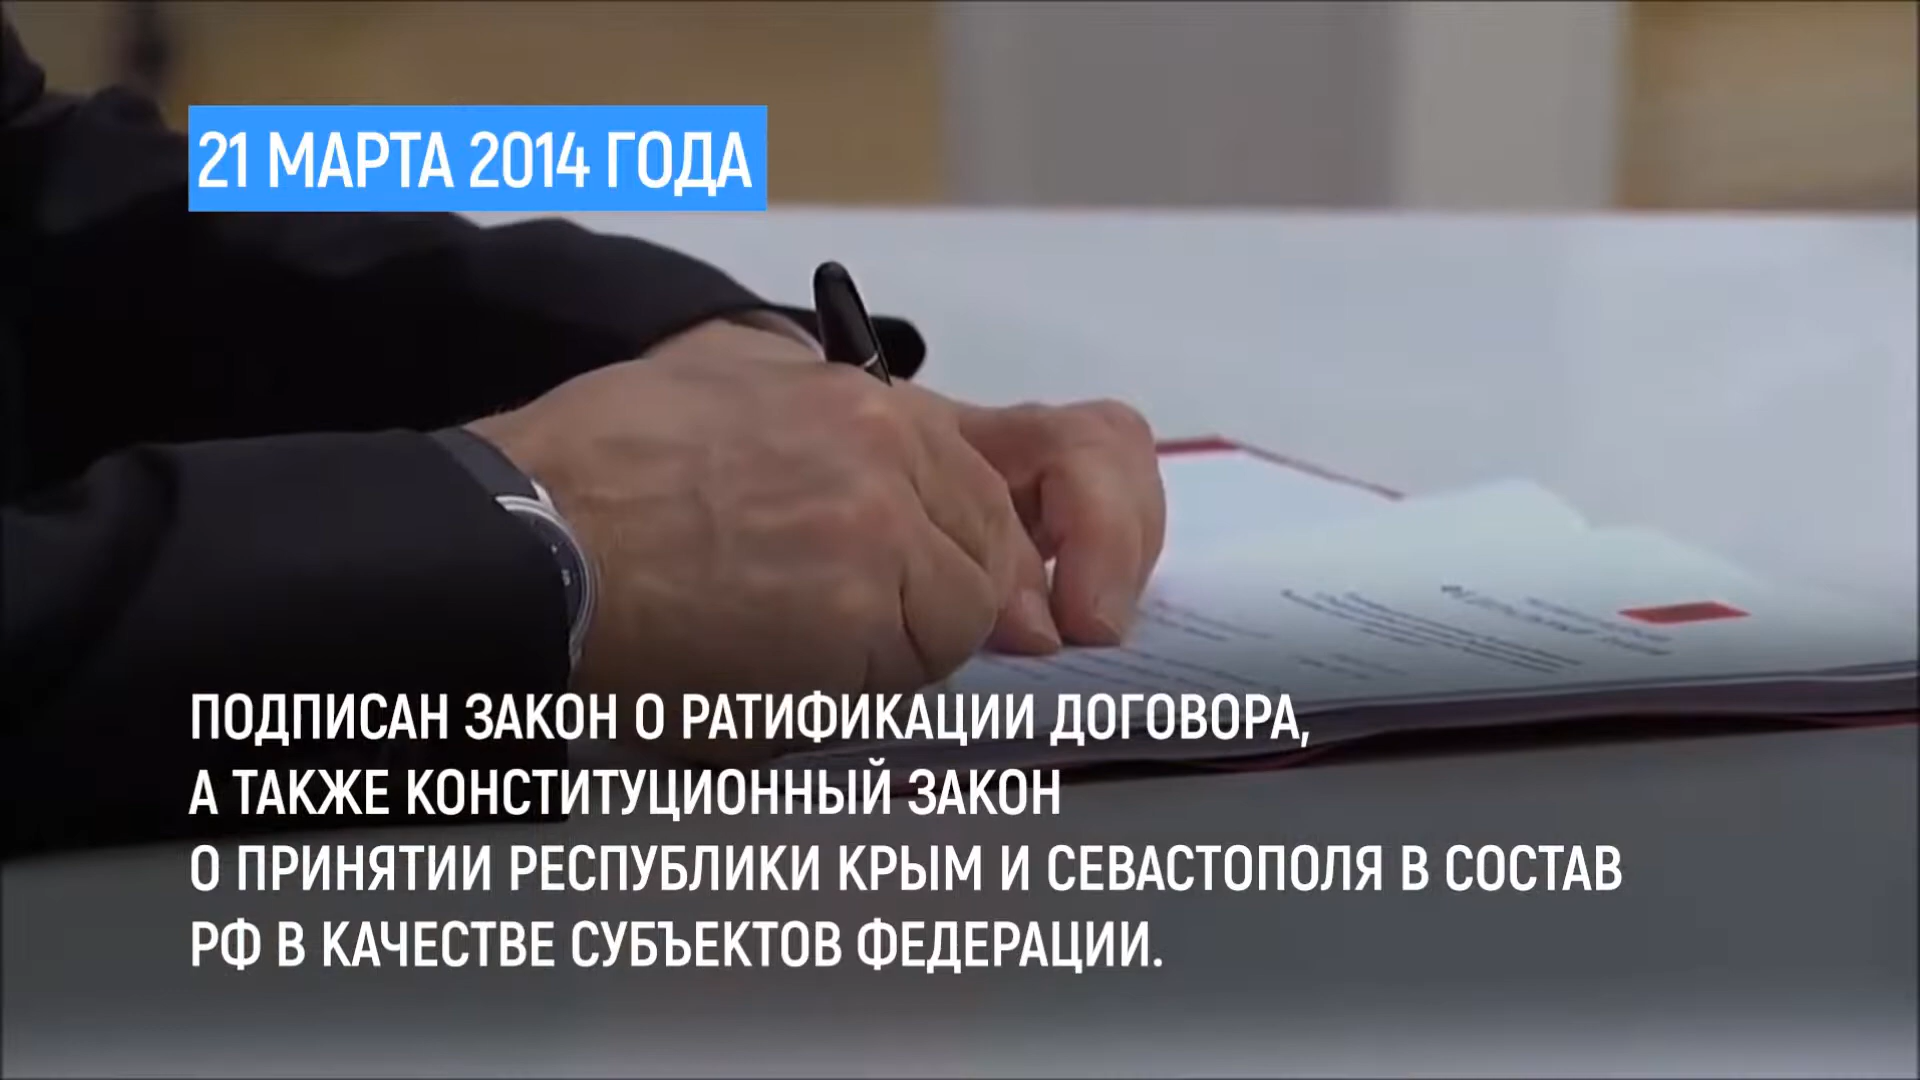 21 МАРТА 2014 ГОДА
ПОДПИСАН ЗАКОН О РАТИФИКАЦИИ ДОГОВОРА,
А ТАКЖЕ КОНСТИТУЦИОННЫЙ ЗАКОН
О ПРИНЯТИИ РЕСПУБЛИКИ КРЫМ И СЕВАСТОПОЛЯ В СОСТАВ
РФ В КАЧЕСТВЕ СУБЪЕКТОВ ФЕДЕРАЦИИ.